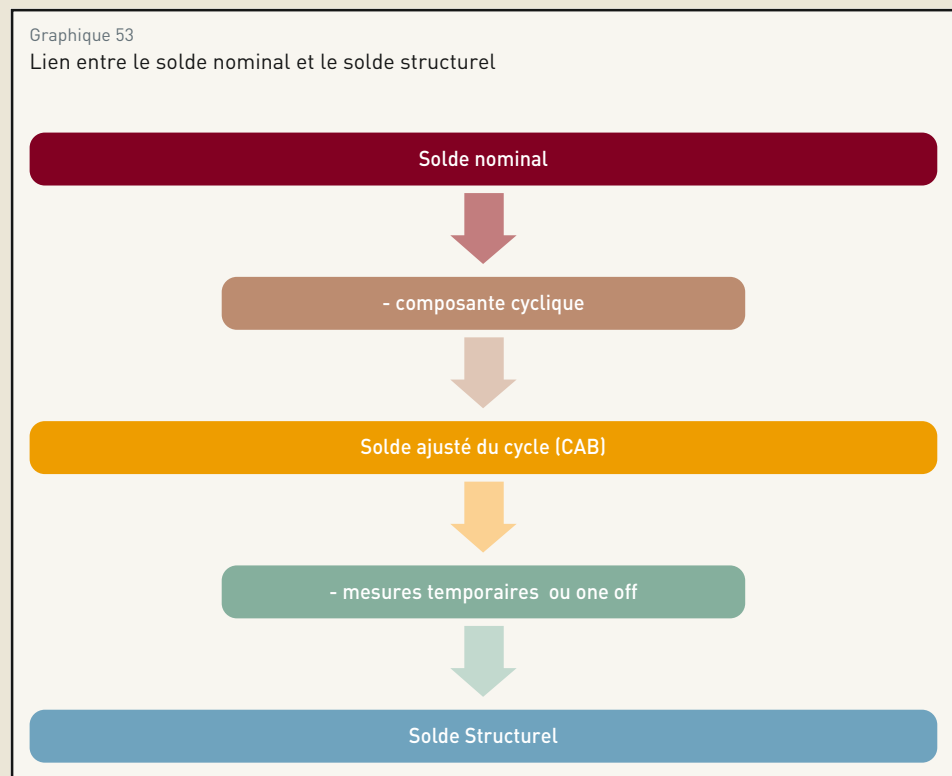 Graphique 53
Lien entre le solde nominal et le solde structurel
Solde nominal
- composante cyclique
Solde ajusté du cycle (CAB)
- mesures temporaires ou one off
Solde Structurel